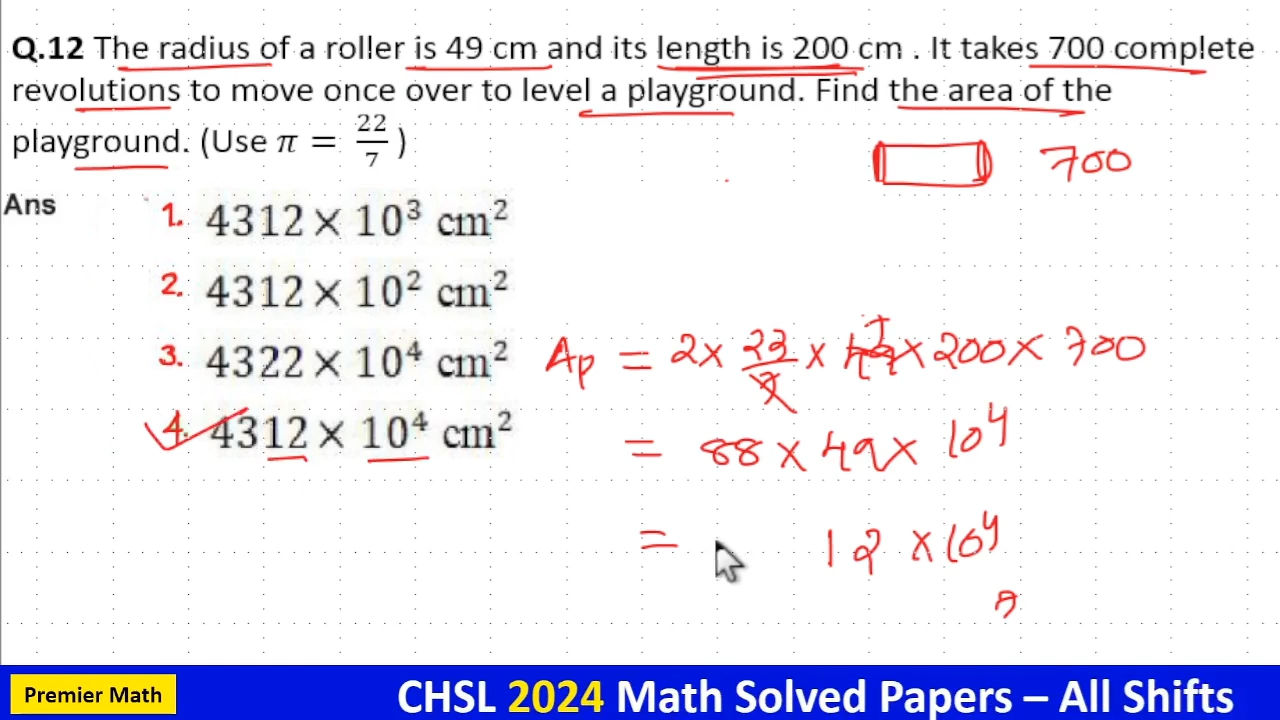 Q.12 The radius of a roller is 49 cm and its length is 200 cm . It takes 700 complete
revolutions to move once over to level a playground. Find the area of the
playground. (Use π = 22/7 )
700
Ans
1. 4312 × 10³ cm²
2. 4312 × 10² cm²
3. 4322 × 10⁴ cm²
4. 4312 × 10⁴ cm²
Ap = 2 × 22/7 × 49 7 × 200 × 700
= 88 × 49 × 10⁴
= 12 × 10⁴
Premier Math
CHSL 2024 Math Solved Papers – All Shifts